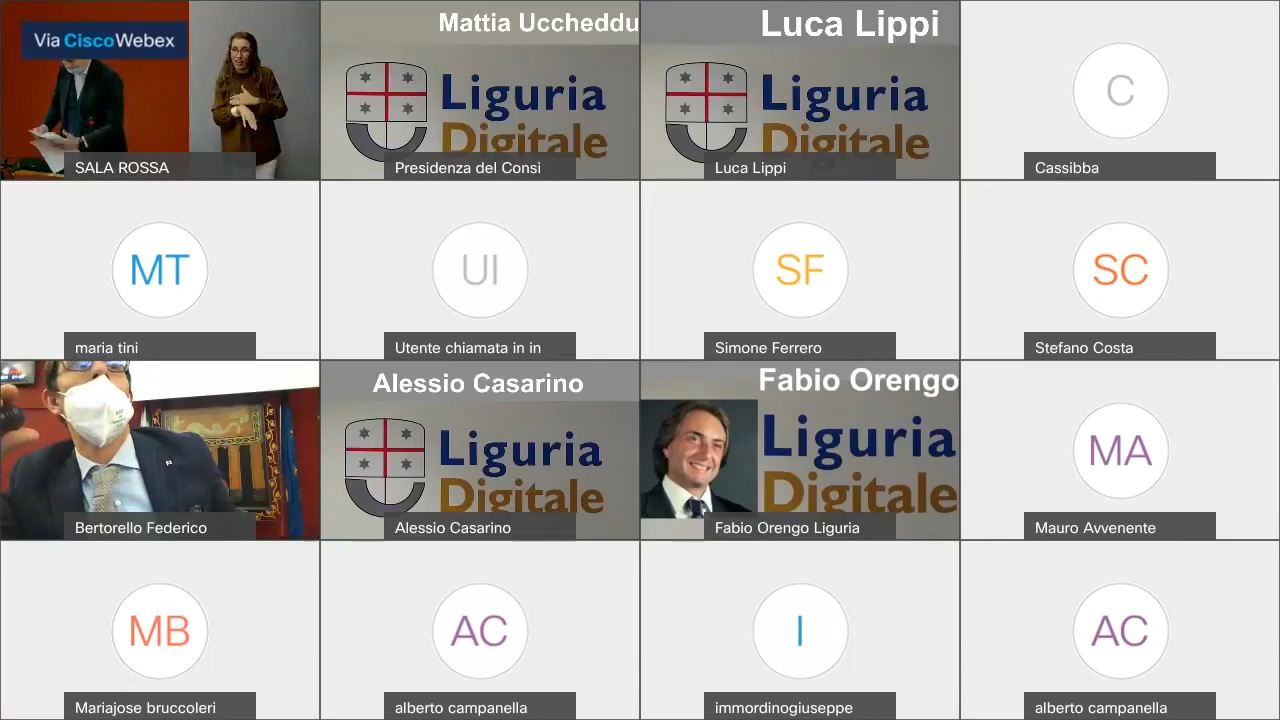 Via Cisco Webex
SALA ROSSA
Mattia Uccheddu
Liguria
Digitale
Presidenza del Consi
Luca Lippi
Liguria
Digitale
Luca Lippi
C
Cassibba
MT
maria tini
UI
Utente chiamata in in
SF
Simone Ferrero
SC
Stefano Costa
Bertorello Federico
Alessio Casarino
Liguria
Digitale
Alessio Casarino
Fabio Orengo
Liguria
Digitale
Fabio Orengo Liguria
MA
Mauro Avvenente
MB
Mariajose bruccoleri
AC
alberto campanella
I
immordinogiuseppe
AC
alberto campanella